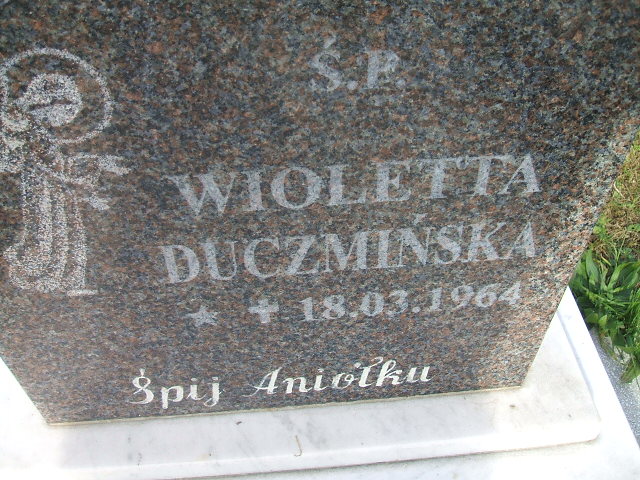 Ś.P.
WIOLETTA
DUCZMIŃSKA
* + 18.03.1964
Śpij Aniołku